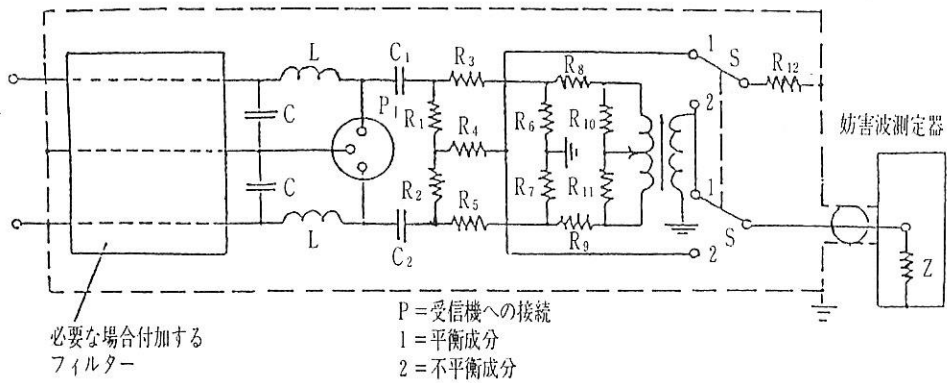 L
C₁
R₃
1
S
R₁₂
R₈
P₁
R₁
C
R₄
R₆
R₁₀
2
妨害波測定器
C
R₂
R₇
R₁₁
1
R₅
R₉
S
L
C₂
2
Z
必要な場合付加する
フィルター
P=受信機への接続
1=平衡成分
2=不平衡成分